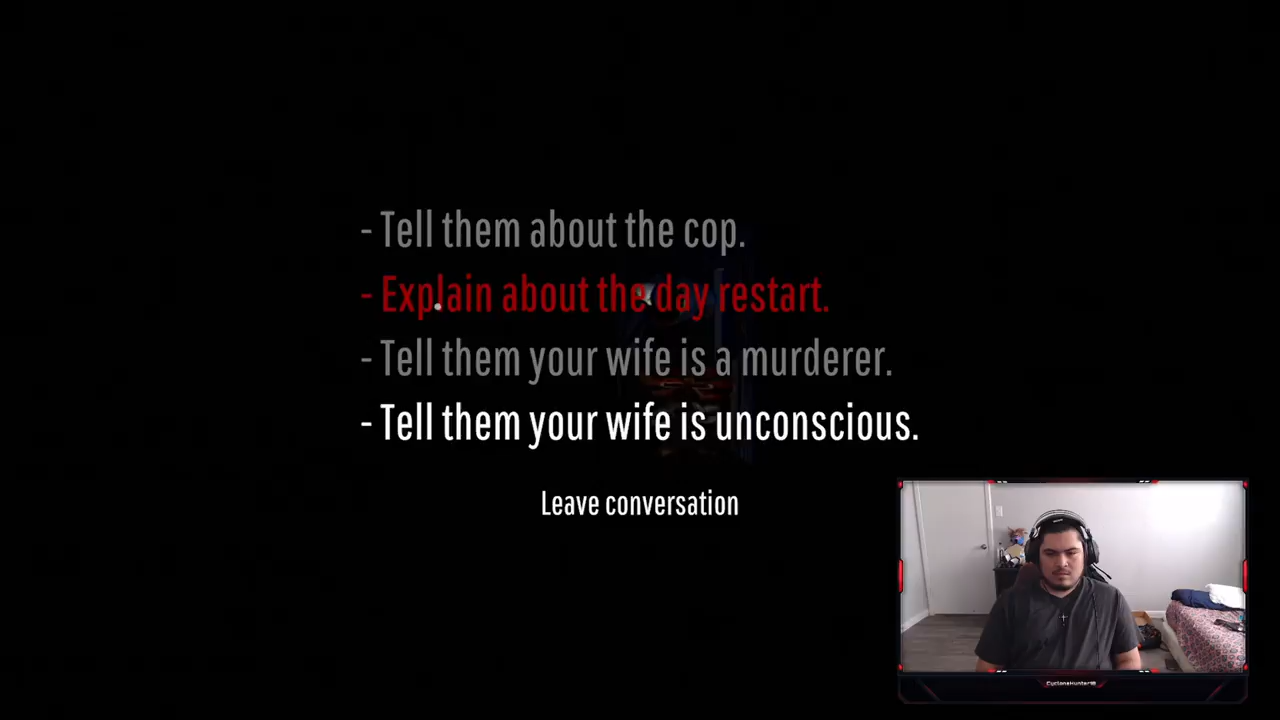 - Tell them about the cop.
- Explain about the day restart.
- Tell them your wife is a murderer.
- Tell them your wife is unconscious.
Leave conversation